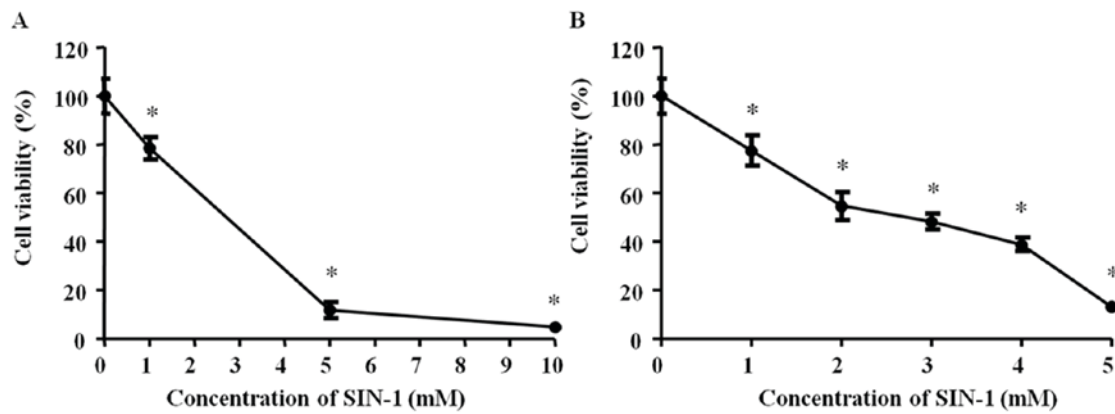 A
120
100
80
60
40
20
0
Cell viability (%)
*
*
*
0 1 2 3 4 5 6 7 8 9 10
Concentration of SIN-1 (mM)
B
120
100
80
60
40
20
0
Cell viability (%)
*
*
*
*
*
0 1 2 3 4 5
Concentration of SIN-1 (mM)